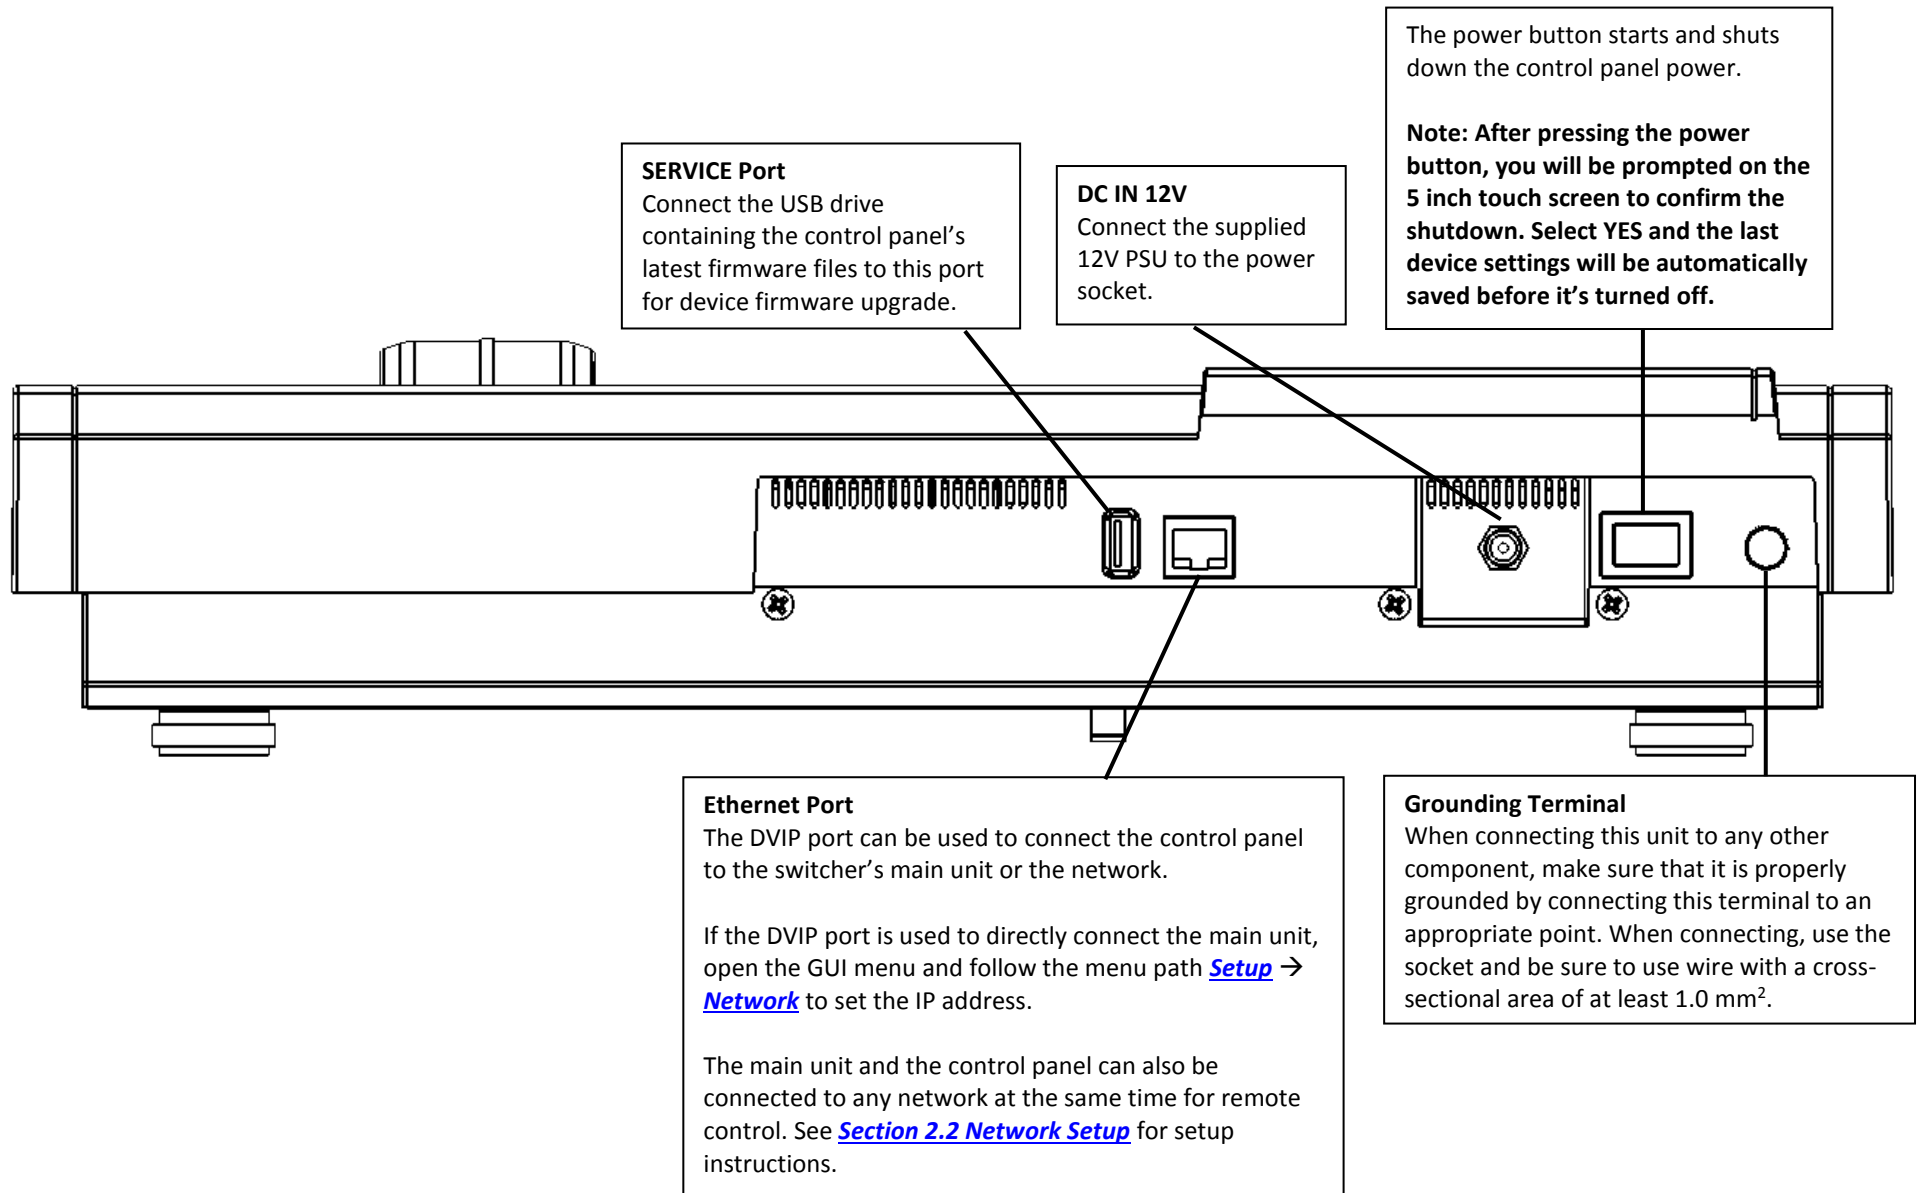 The power button starts and shuts
down the control panel power.
Note: After pressing the power
button, you will be prompted on the
5 inch touch screen to confirm the
shutdown. Select YES and the last
device settings will be automatically
saved before it’s turned off.
SERVICE Port
Connect the USB drive
containing the control panel’s
latest firmware files to this port
for device firmware upgrade.
DC IN 12V
Connect the supplied
12V PSU to the power
socket.
Ethernet Port
The DVIP port can be used to connect the control panel
to the switcher’s main unit or the network.
If the DVIP port is used to directly connect the main unit,
open the GUI menu and follow the menu path Setup →
Network to set the IP address.
The main unit and the control panel can also be
connected to any network at the same time for remote
control. See Section 2.2 Network Setup for setup
instructions.
Grounding Terminal
When connecting this unit to any other
component, make sure that it is properly
grounded by connecting this terminal to an
appropriate point. When connecting, use the
socket and be sure to use wire with a cross-
sectional area of at least 1.0 mm².